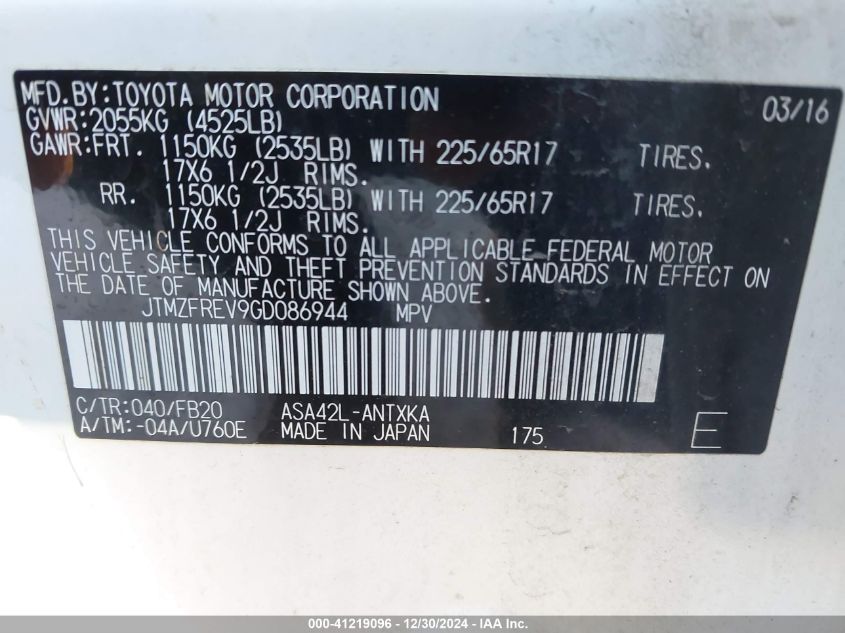 MFD.BY:TOYOTA MOTOR CORPORATION 03/16
GVWR:2055KG (4525LB)
GAWR:FRT. 1150KG (2535LB) WITH 225/65R17 TIRES.
17X6 1/2J RIMS.
RR. 1150KG (2535LB) WITH 225/65R17 TIRES.
17X6 1/2J RIMS.
THIS VEHICLE CONFORMS TO ALL APPLICABLE FEDERAL MOTOR
VEHICLE SAFETY AND THEFT PREVENTION STANDARDS IN EFFECT ON
THE DATE OF MANUFACTURE SHOWN ABOVE.
JTMZFREV9GD086944 MPV
C/TR:040/FB20 ASA42L-ANTXKA
A/TM:-04A/U760E MADE IN JAPAN 175 E
000-41219096 - 12/30/2024 - IAA Inc.